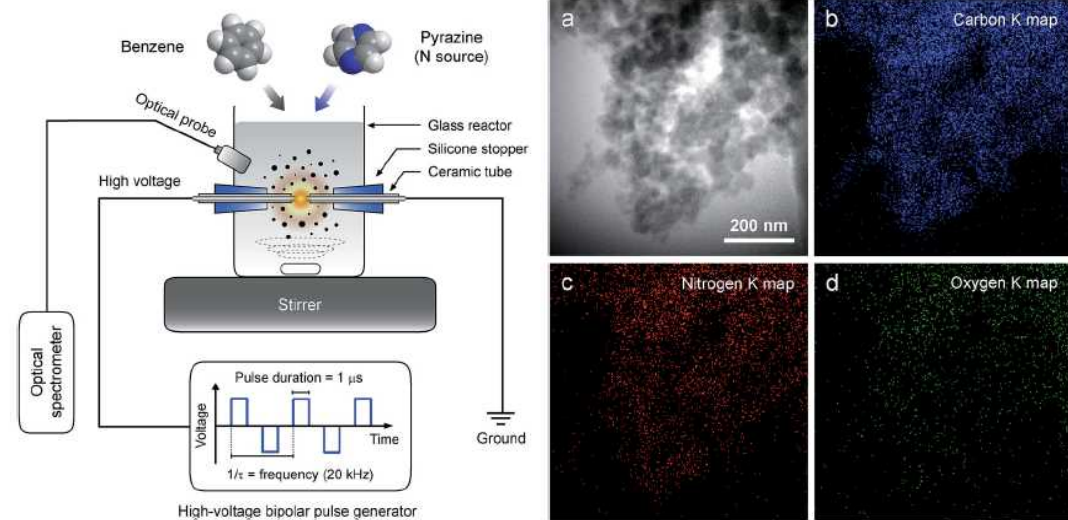 Benzene
Pyrazine
(N source)
Optical probe
Glass reactor
Silicone stopper
Ceramic tube
High voltage
Stirrer
Optical
spectrometer
Pulse duration = 1 μs
Voltage
Time
1/τ = frequency (20 kHz)
Ground
High-voltage bipolar pulse generator
a
200 nm
b
Carbon K map
c
Nitrogen K map
d
Oxygen K map